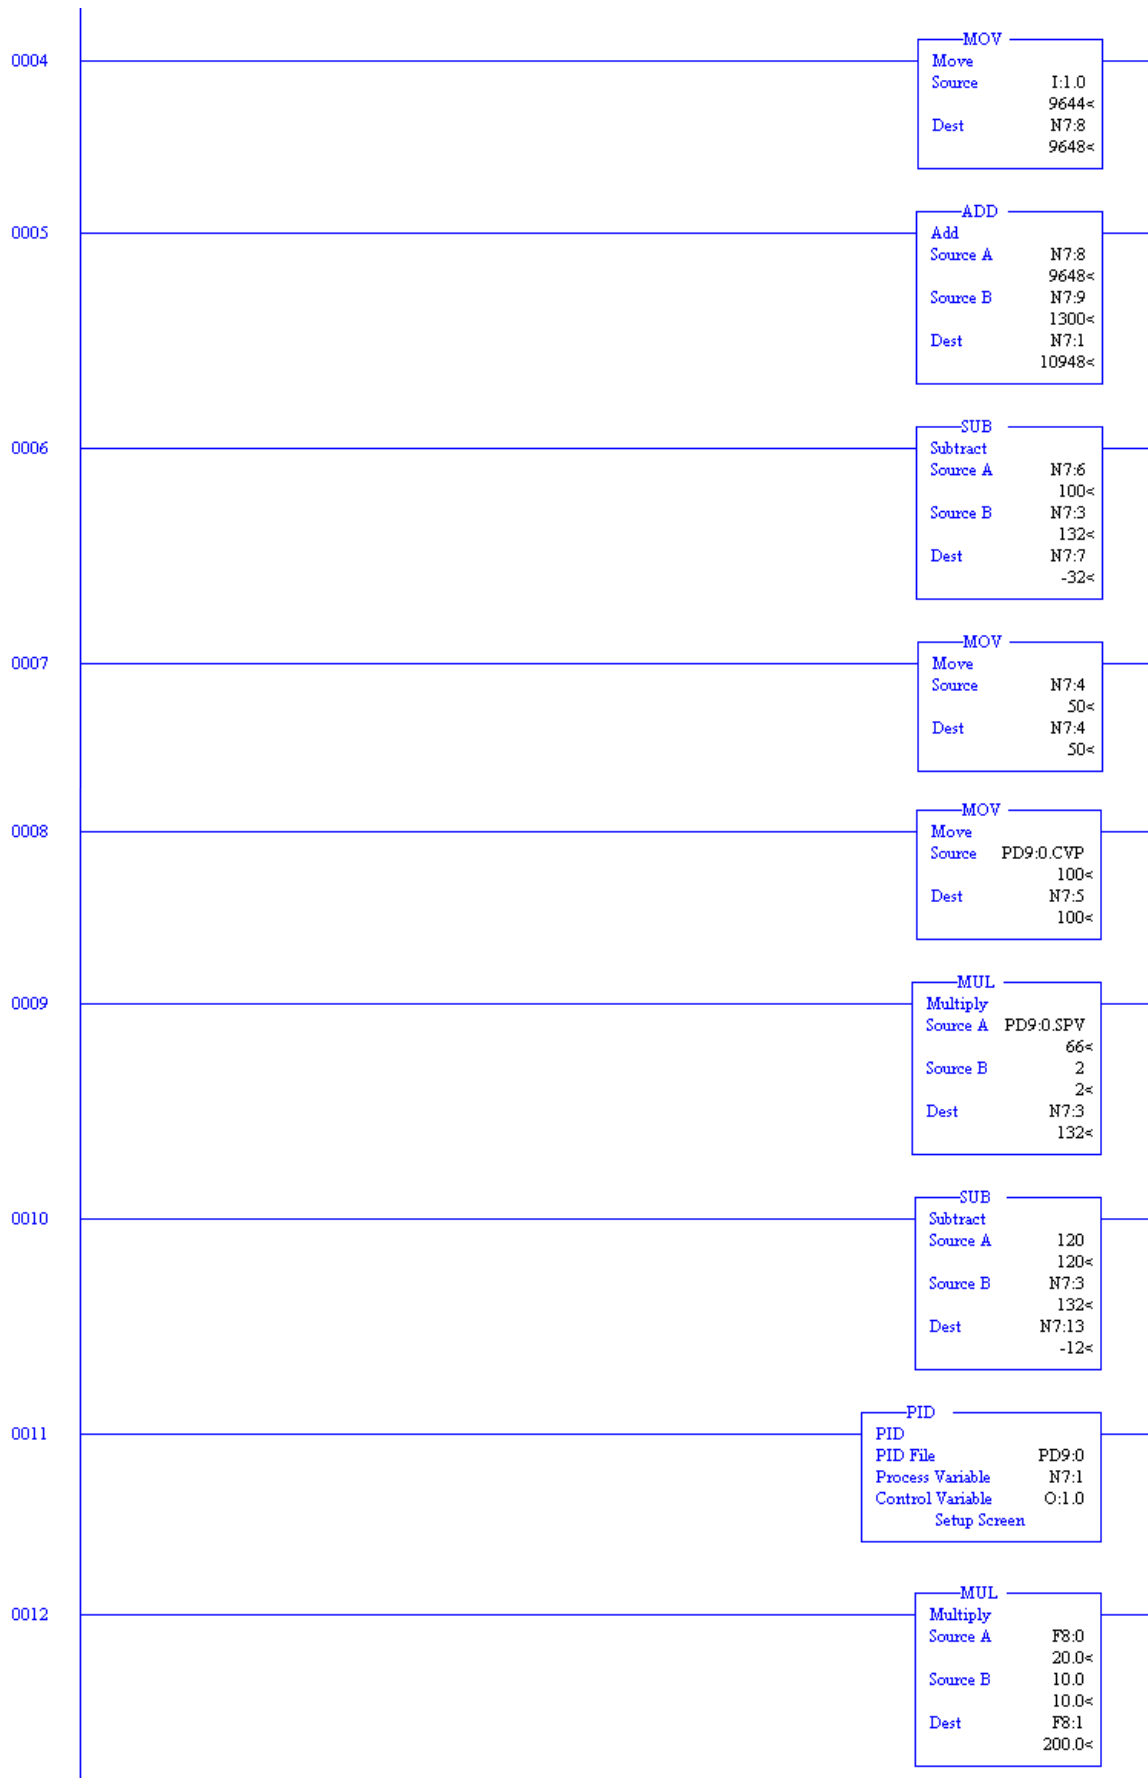 0004
MOV
Move
Source I:1.0
9644<
Dest N7:8
9648<
0005
ADD
Add
Source A N7:8
9648<
Source B N7:9
1300<
Dest N7:1
10948<
0006
SUB
Subtract
Source A N7:6
100<
Source B N7:3
132<
Dest N7:7
-32<
0007
MOV
Move
Source N7:4
50<
Dest N7:4
50<
0008
MOV
Move
Source PD9:0.CVP
100<
Dest N7:5
100<
0009
MUL
Multiply
Source A PD9:0.SPV
66<
Source B 2
2<
Dest N7:3
132<
0010
SUB
Subtract
Source A 120
120<
Source B N7:3
132<
Dest N7:13
-12<
0011
PID
PID
PID File PD9:0
Process Variable N7:1
Control Variable O:1.0
Setup Screen
0012
MUL
Multiply
Source A F8:0
20.0<
Source B 10.0
10.0<
Dest F8:1
200.0<